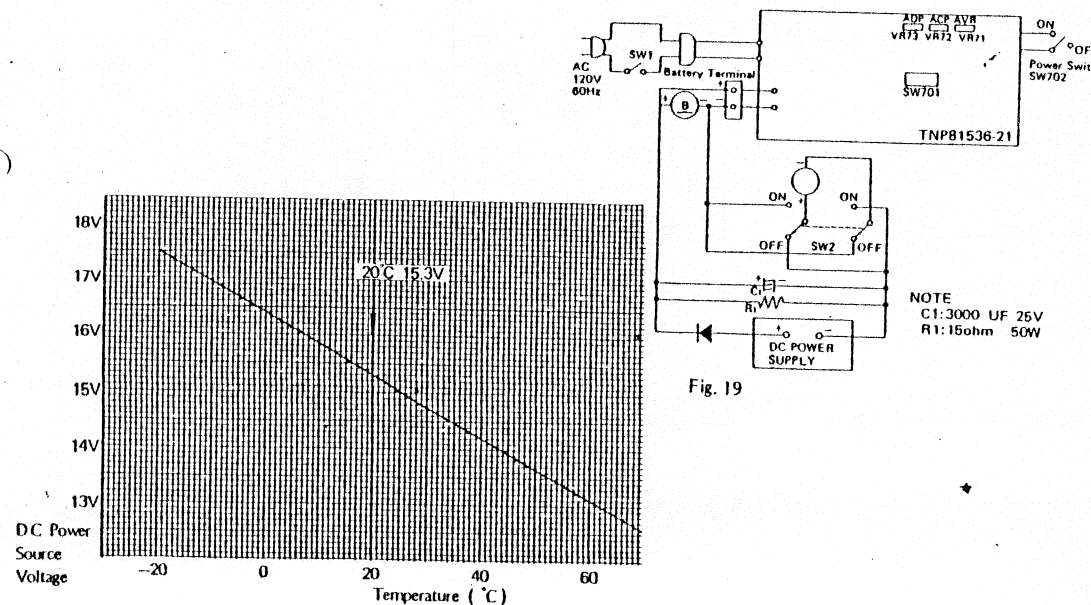 ADP ACP AVR
VR73 VR72 VR71
ON
OFF
Power Swit
SW702
SW1
AC
120V
60Hz
Battery Terminal
+
-
+ B -
SW701
TNP81536-21
-
+
ON
ON
OFF SW2 OFF
+
C1
R1
+ -
DC POWER
SUPPLY
NOTE
C1:3000 UF 25V
R1:15ohm 50W
Fig. 19
18V
17V
20°C 15.3V
16V
15V
14V
13V
DC Power
Source
Voltage
-20 0 20 40 60
Temperature (°C)